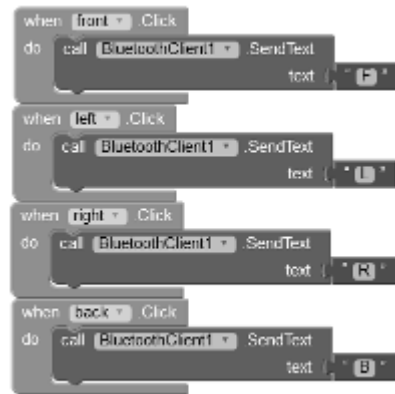 when front .Click
do call BluetoothClient1 .SendText
text " F
when left .Click
do call BluetoothClient1 .SendText
text " L
when right .Click
do call BluetoothClient1 .SendText
text " R
when back .Click
do call BluetoothClient1 .SendText
text " B